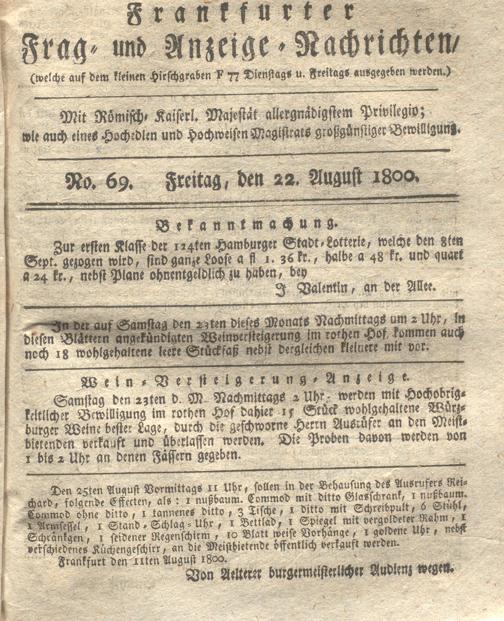 Frankfurter
Frag- und Anzeige-Nachrichten/
(welche auf dem kleinen Hirschgraben F 77 Dienstags u. Freitags ausgegeben werden.)
Mit Römisch-Kaiserl. Majestät allergnädigstem Privilegio;
wie auch eines Hochedlen und Hochweisen Magistrats großgünstiger Bewilligung.
No. 69. Freitag, den 22. August 1800.
Bekanntmachung.
Zur ersten Klasse der 124ten Hamburger Stadt-Lotterie, welche den 8ten
Sept. gezogen wird, sind ganze Loose a fl 1. 36 kr., halbe a 48 kr. und quart
a 24 kr., nebst Plane ohnentgeldlich zu haben, bey
J. Valentin, an der Allee.
In der auf Samstag den 23ten dieses Monats Nachmittags um 2 Uhr, in
diesen Blättern angekündigten Weinversteigerung im rothen Hof kommen auch
noch 18 wohlgehaltene leere Stückfaß nebst dergleichen kleinere mit vor.
Wein-Versteigerung-Anzeige.
Samstag den 23ten d. M. Nachmittags 2 Uhr, werden mit Hochobrig-
keitlicher Bewilligung im rothen Hof dahier 15 Stück wohlgehaltene Würz-
burger Weine bester Lage, durch die geschworne Herrn Ausrufer an den Meist-
bietenden verkauft und überlassen werden. Die Proben davon werden von
1 bis 2 Uhr an denen Fässern gegeben.
Den 25ten August Vormittags 11 Uhr, sollen in der Behausung des Ausrufers Rei-
chard, folgende Effecten, als: 1 nußbaum. Commod mit ditto Glasschrank, 1 nußbaum.
Commod ohne ditto, 1 tannenes ditto, 3 Tische, 1 ditto mit Schreibpult, 6 Stühl,
1 Armsessel, 1 Stand-Schlag-Uhr, 1 Bettlad, 1 Spiegel mit vergoldeter Rahm, 1
Schränkgen, 1 seidener Regenschirm, 10 Blatt weise Vorhänge, 1 goldene Uhr, nebst
verschiedenes Küchengeschirr, an die Meistbietende öffentlich verkauft werden.
Frankfurt den 11ten August 1800.
Von Aelterer burgermeisterlicher Audienz wegen.